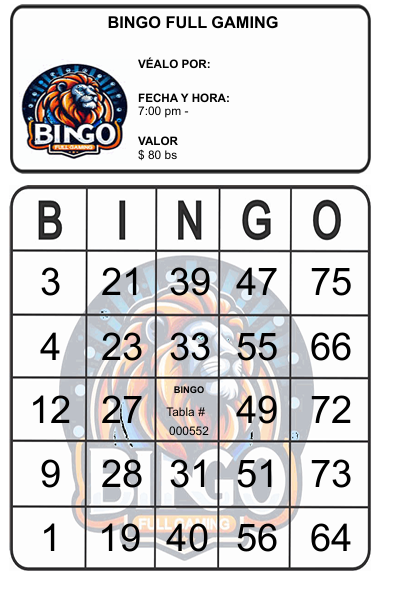 BINGO FULL GAMING
VÉALO POR:
FECHA Y HORA:
7:00 pm -
VALOR
$ 80 bs
BINGO
FULL GAMING
B I N G O
3 21 39 47 75
4 23 33 55 66
BINGO
12 27 Tabla # 49 72
000552
9 28 31 51 73
BINGO
FULL GAMING
1 19 40 56 64